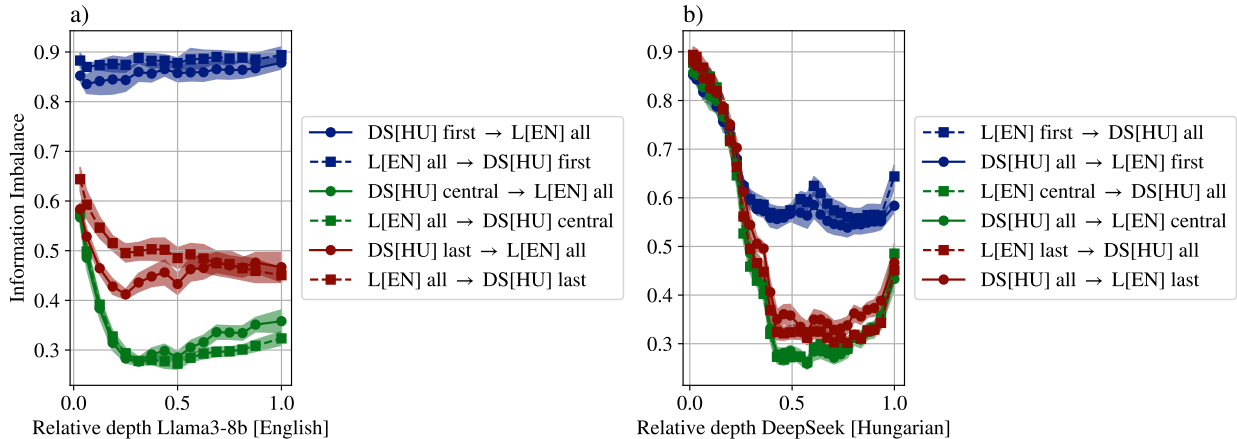 a)
Information Imbalance
0.9
0.8
0.7
0.6
0.5
0.4
0.3
0.0
0.5
1.0
Relative depth Llama3-8b [English]
DS[HU] first → L[EN] all
L[EN] all → DS[HU] first
DS[HU] central → L[EN] all
L[EN] all → DS[HU] central
DS[HU] last → L[EN] all
L[EN] all → DS[HU] last
b)
0.9
0.8
0.7
0.6
0.5
0.4
0.3
0.0
0.5
1.0
Relative depth DeepSeek [Hungarian]
L[EN] first → DS[HU] all
DS[HU] all → L[EN] first
L[EN] central → DS[HU] all
DS[HU] all → L[EN] central
L[EN] last → DS[HU] all
DS[HU] all → L[EN] last